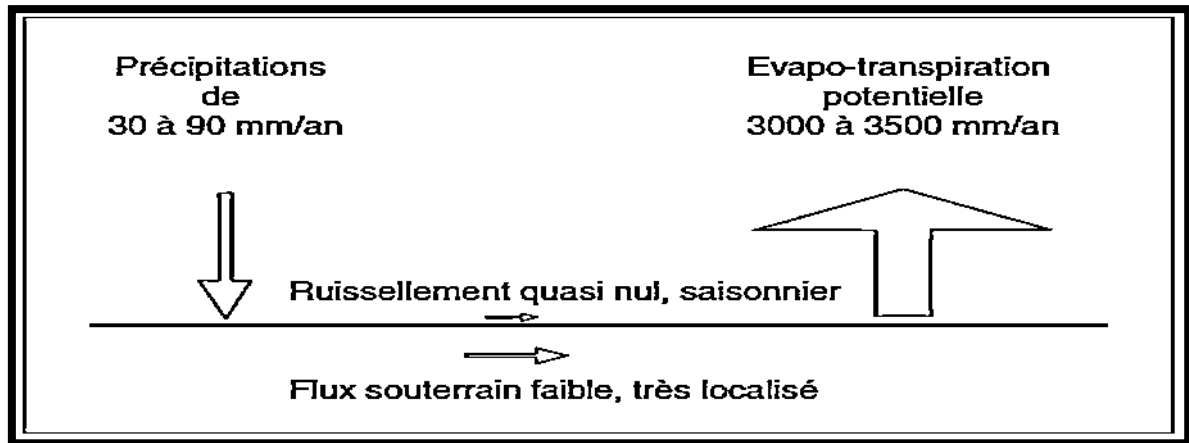 Précipitations
de
30 à 90 mm/an
Evapo-transpiration
potentielle
3000 à 3500 mm/an
Ruissellement quasi nul, saisonnier
Flux souterrain faible, très localisé